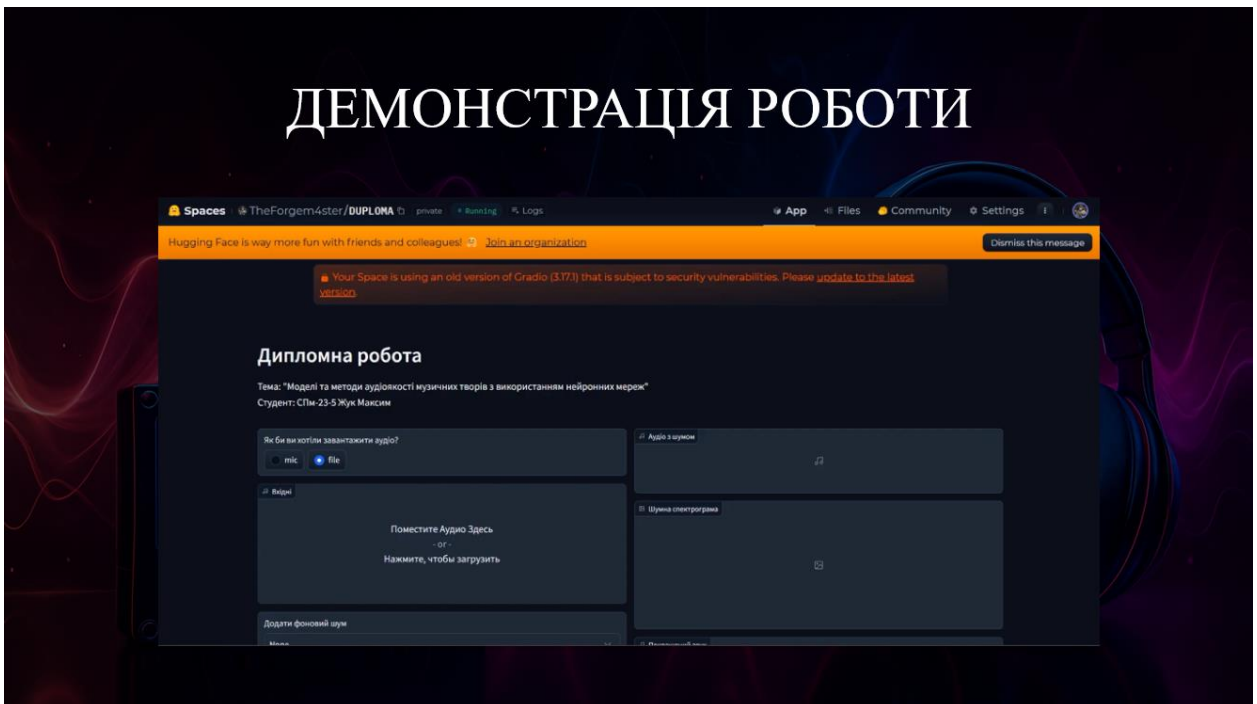 ДЕМОНСТРАЦІЯ РОБОТИ
Spaces TheForgem4ster/DUPLOMA private Running Logs App Files Community Settings
Hugging Face is way more fun with friends and colleagues! Join an organization Dismiss this message
Your Space is using an old version of Gradio (3.17.1) that is subject to security vulnerabilities. Please update to the latest
version.
Дипломна робота
Тема: "Моделі та методи аудіоякості музичних творів з використанням нейронних мереж"
Студент: СПм-23-5 Жук Максим
Як би ви хотіли завантажити аудіо?
mic file
Вхідні
Поместите Аудио Здесь
- or -
Нажмите, чтобы загрузить
Додати фоновий шум
None
Аудіо з шумом
Шумна спектрограма